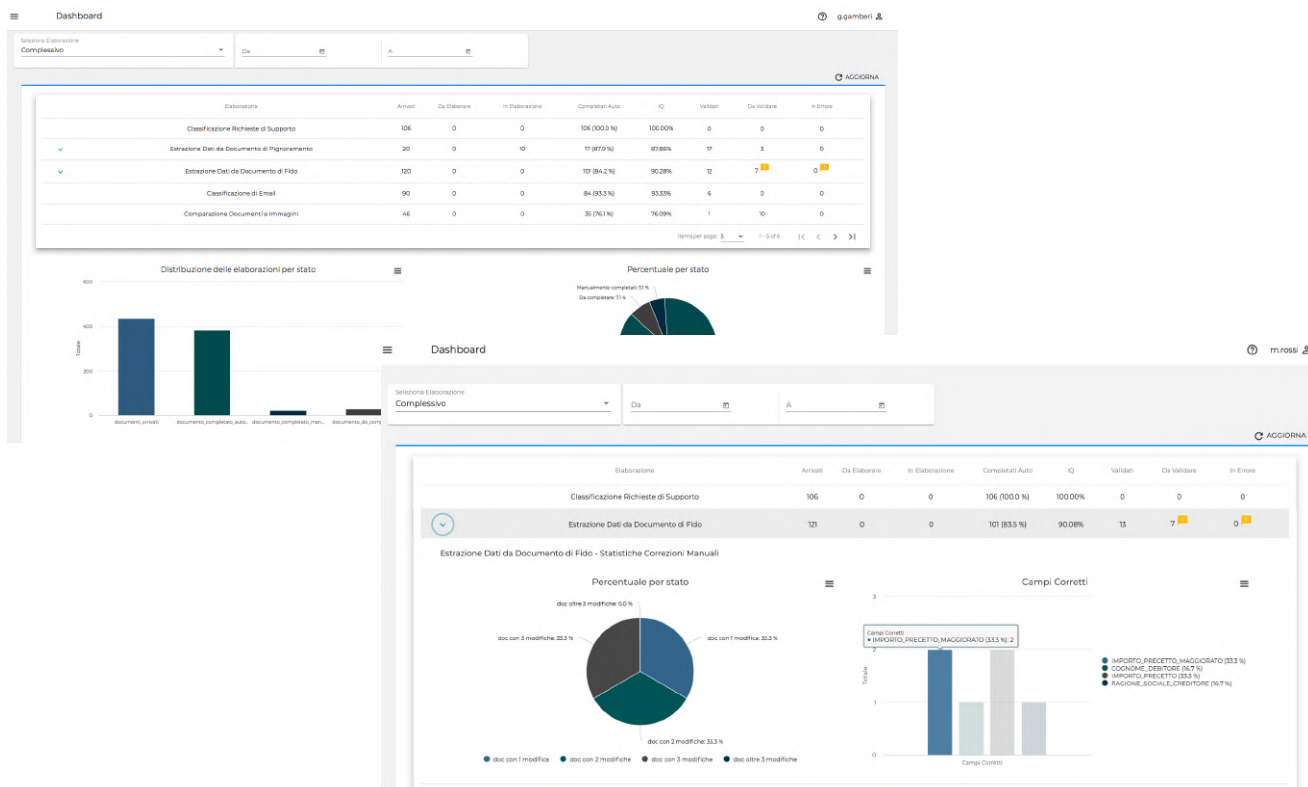 Dashboard
g.gamberi
Seleziona Elaborazione
Complessivo
Da
A
AGGIORNA
Elaborazione Arrivati Da Elaborare In Elaborazione Completati Auto IQ Validati Da Validare In Errore
Classificazione Richieste di Supporto 106 0 0 106 (100.0 %) 100.00% 0 0 0
Estrazione Dati da Documento di Pignoramento 20 0 10 17 (87.9 %) 87.86% 17 3 0
Estrazione Dati da Documento di Fido 120 0 0 101 (84.2 %) 90.28% 12 7 0
Classificazione di Email 90 0 0 84 (93.3 %) 93.33% 6 0 0
Comparazione Documenti e Immagini 46 0 0 35 (76.1 %) 76.09% 1 10 0
Items per page: 5 1 - 5 of 6
Distribuzione delle elaborazioni per stato
600
400
200
0
Totale
documenti_arrivati documento_completato_auto... documento_completato_man... documento_da_comp
Percentuale per stato
Manualmente completati: 5.1 %
Da completare: 7.1 %
Dashboard
m.rossi
Seleziona Elaborazione
Complessivo
Da
A
AGGIORNA
Elaborazione Arrivati Da Elaborare In Elaborazione Completati Auto IQ Validati Da Validare In Errore
Classificazione Richieste di Supporto 106 0 0 106 (100.0 %) 100.00% 0 0 0
Estrazione Dati da Documento di Fido 121 0 0 101 (83.5 %) 90.08% 13 7 0
Estrazione Dati da Documento di Fido - Statistiche Correzioni Manuali
Percentuale per stato
doc oltre 3 modifiche: 0.0 %
doc con 3 modifiche: 33.3 %
doc con 1 modifica: 33.3 %
doc con 2 modifiche: 33.3 %
doc con 1 modifica doc con 2 modifiche doc con 3 modifiche doc oltre 3 modifiche
Campi Corretti
3
2
1
0
Totale
Campi Corretti
IMPORTO_PRECETTO_MAGGIORATO (33.3 %): 2
Campi Corretti
IMPORTO_PRECETTO_MAGGIORATO (33.3 %)
COGNOME_DEBITORE (16.7 %)
IMPORTO_PRECETTO (33.3 %)
RAGIONE_SOCIALE_CREDITORE (16.7 %)